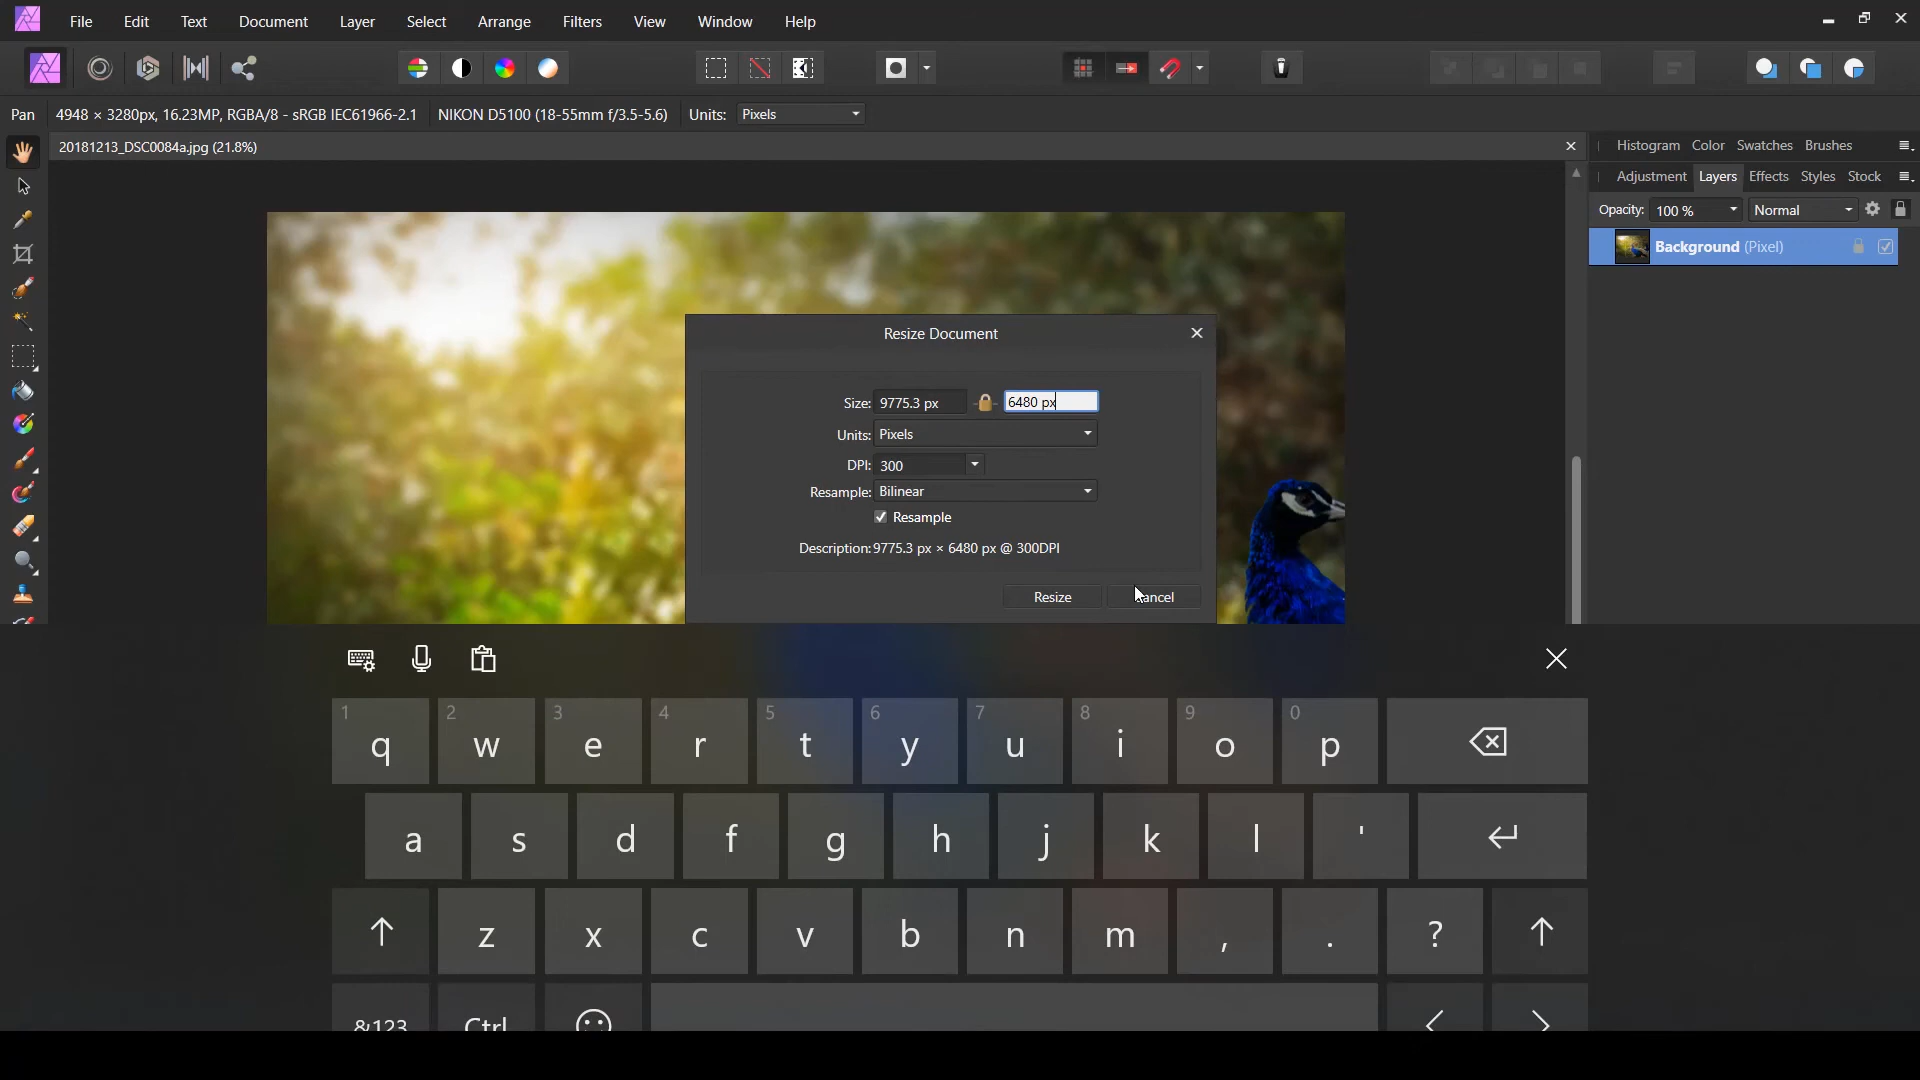 File Edit Text Document Layer Select Arrange Filters View Window Help
Pan 4948 × 3280px, 16.23MP, RGBA/8 - sRGB IEC61966-2.1 NIKON D5100 (18-55mm f/3.5-5.6) Units: Pixels
20181213_DSC0084a.jpg (21.8%)
Histogram Color Swatches Brushes
Adjustment Layers Effects Styles Stock
Opacity: 100 % Normal
Background (Pixel)
Resize Document
Size: 9775.3 px 6480 px
Units: Pixels
DPI: 300
Resample: Bilinear
Resample
Description: 9775.3 px × 6480 px @ 300DPI
Resize Cancel
1 2 3 4 5 6 7 8 9 0
q w e r t y u i o p
a s d f g h j k l '
z x c v b n m , . ?
&123 Ctrl